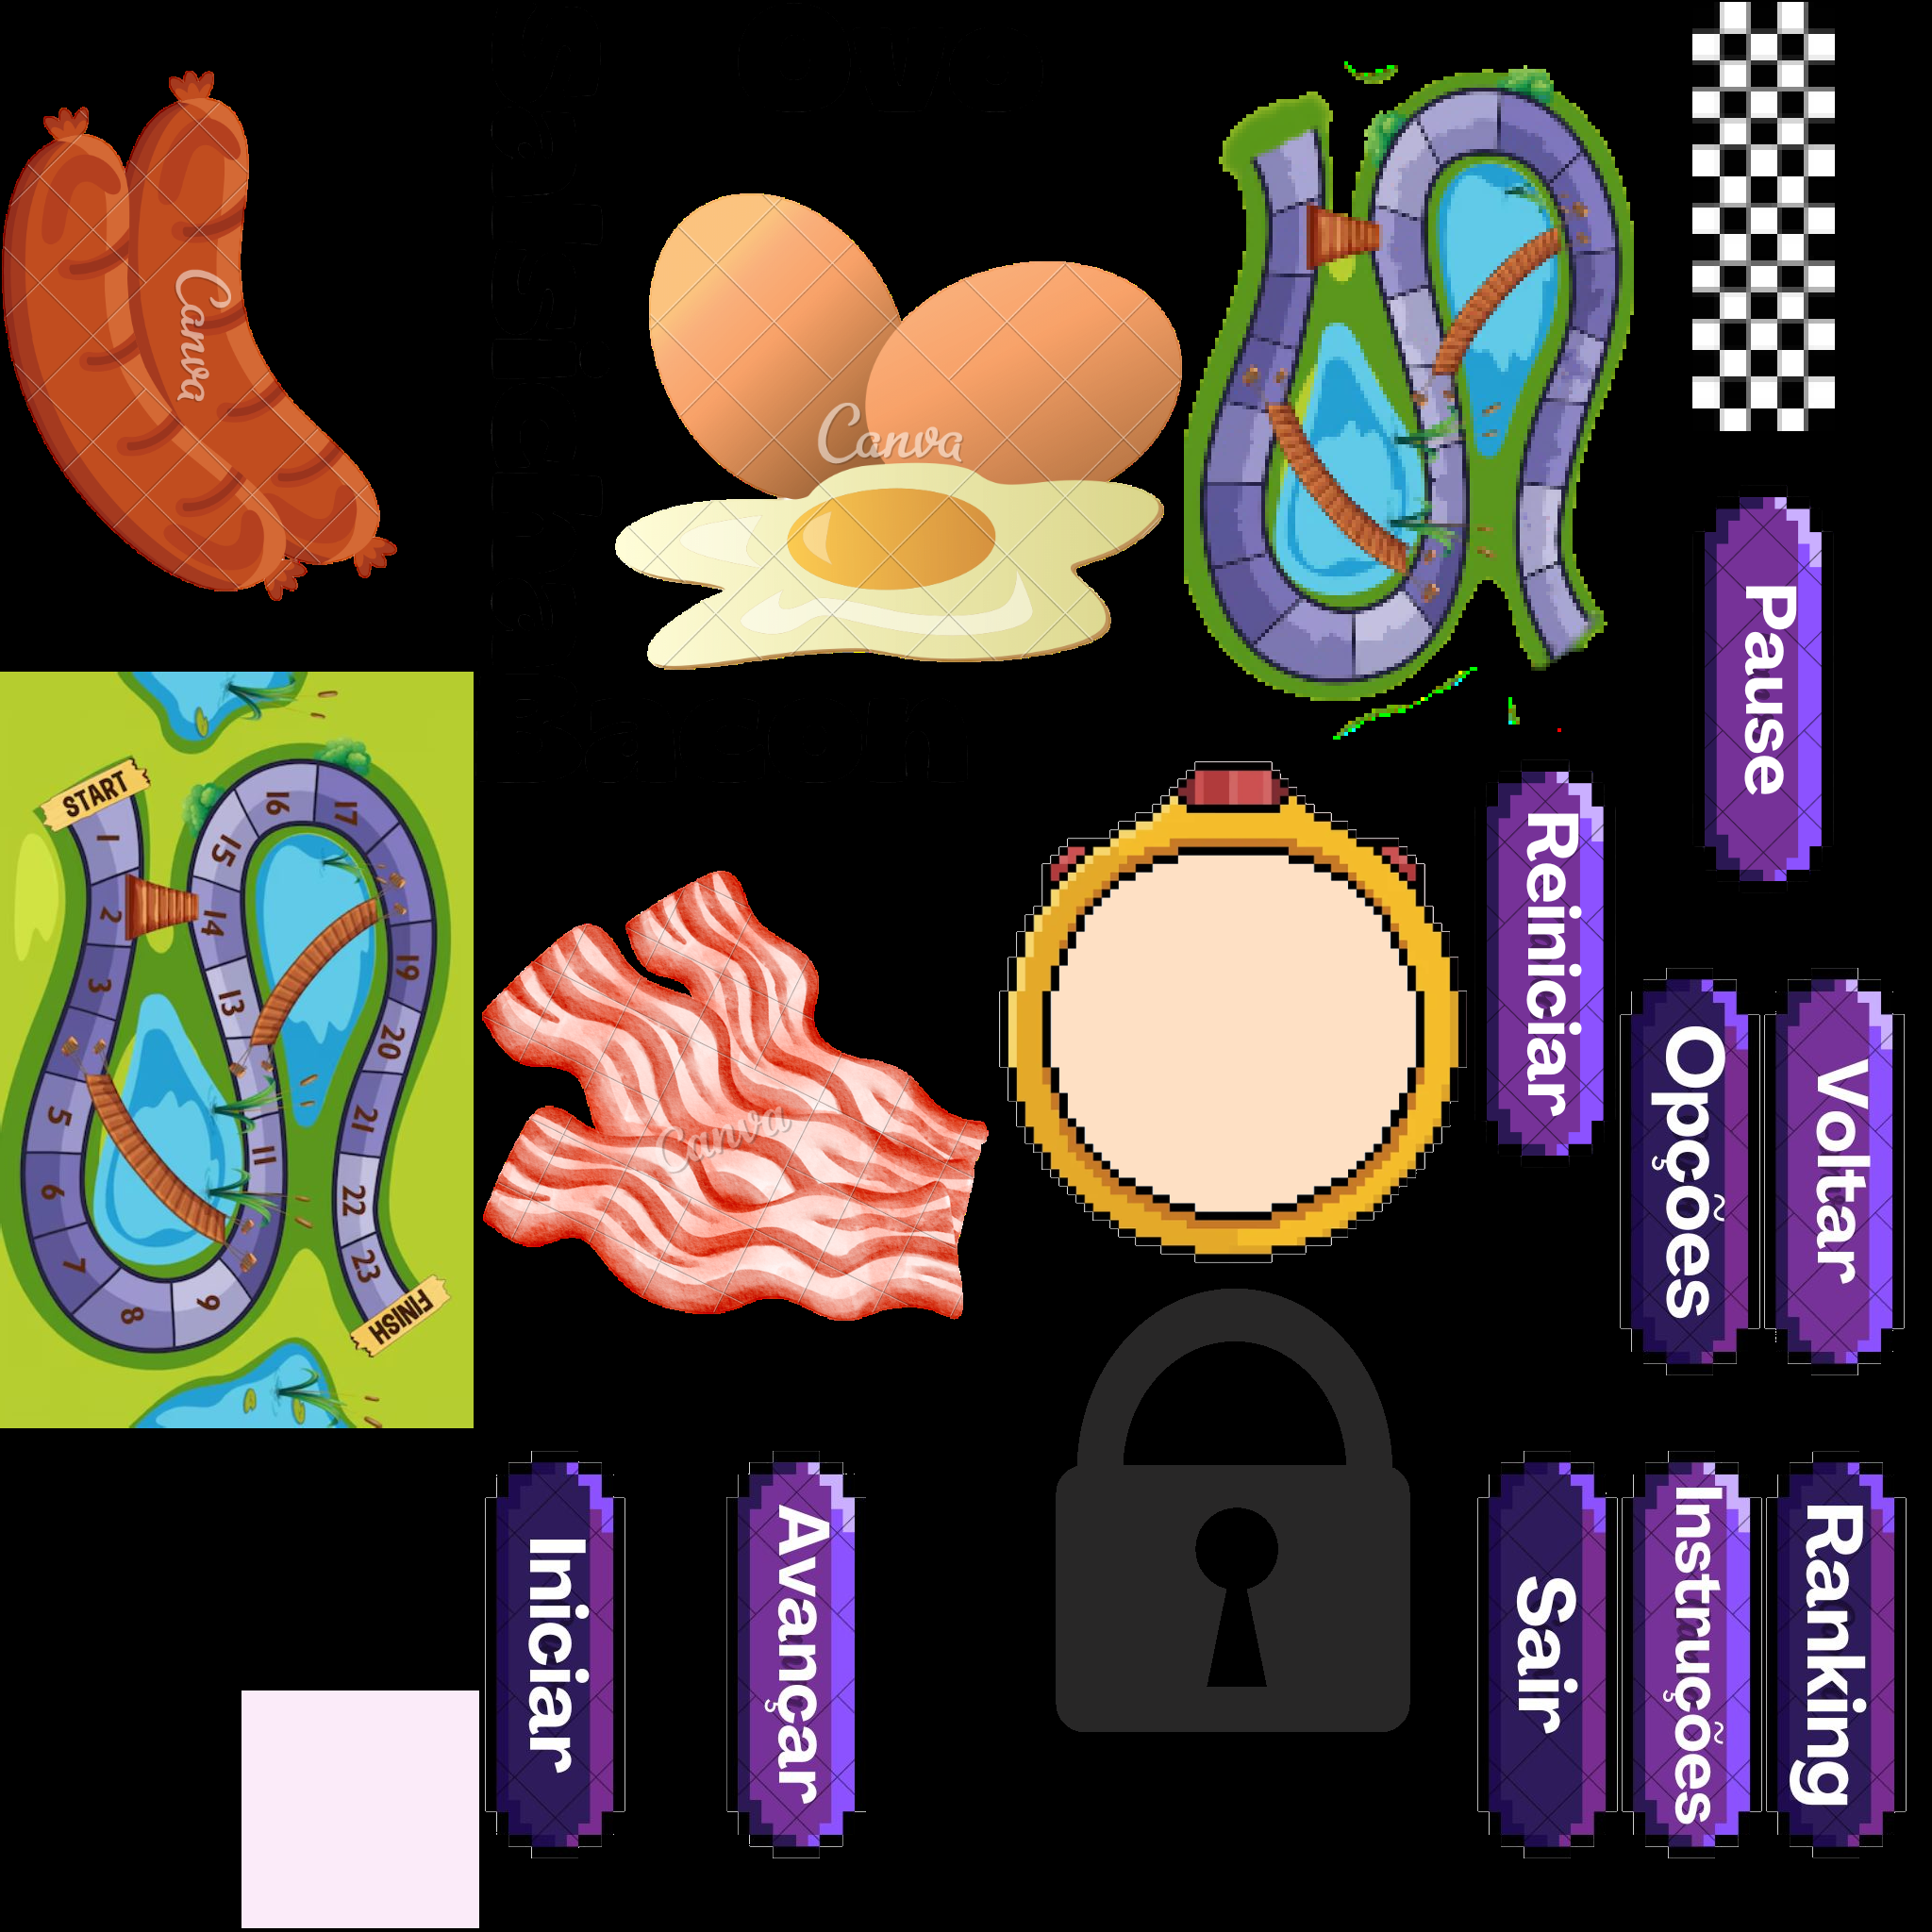 Canva
Canva
Pause
START
1
2
3
5
6
7
8
9
11
13
14
15
16
17
19
20
21
22
23
FINISH
Canva
Reiniciar
Opções
Voltar
Iniciar
Avançar
Sair
Instruções
Ranking